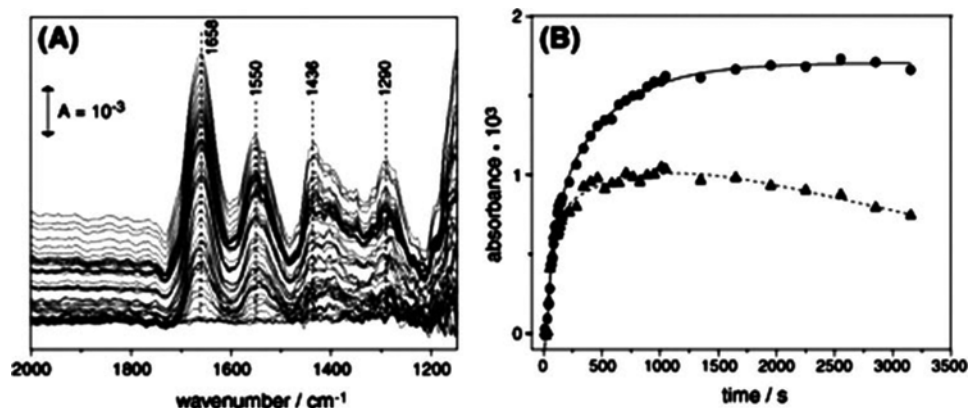 (A)
1658
1550
1436
1290
A = 10⁻³
2000 1800 1600 1400 1200
wavenumber / cm⁻¹
(B)
absorbance • 10³
2
1
0
0 500 1000 1500 2000 2500 3000 3500
time / s